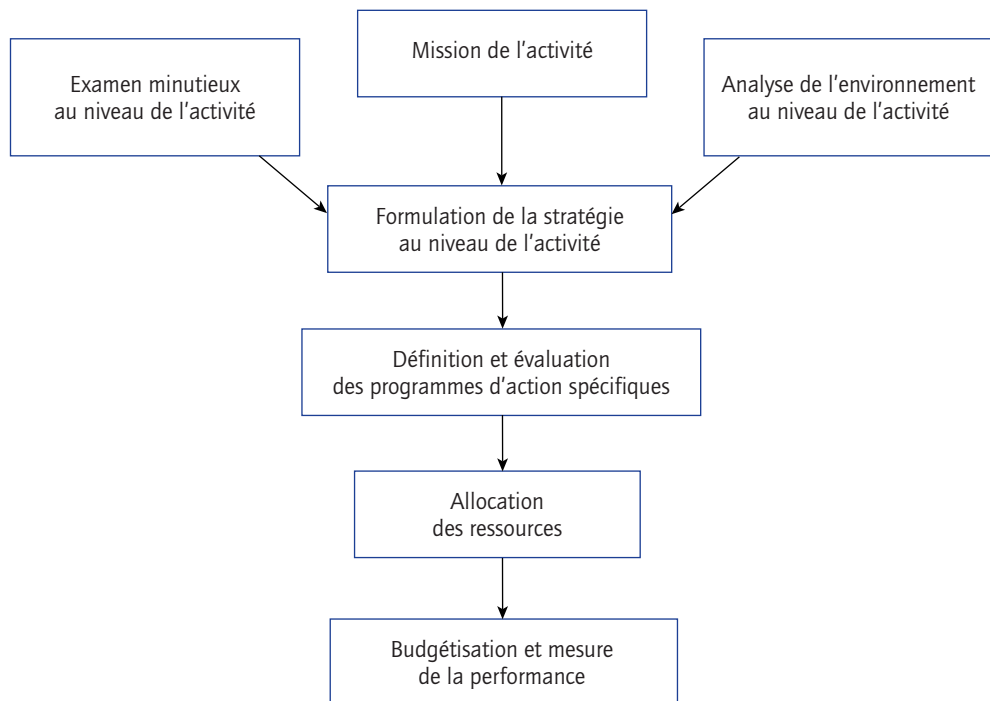 Mission de l’activité
Examen minutieux
au niveau de l’activité
Analyse de l’environnement
au niveau de l’activité
Formulation de la stratégie
au niveau de l’activité
Définition et évaluation
des programmes d’action spécifiques
Allocation
des ressources
Budgétisation et mesure
de la performance